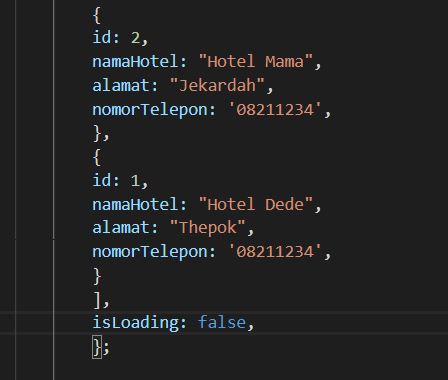 {
id: 2,
namaHotel: "Hotel Mama",
alamat: "Jekardah",
nomorTelepon: '08211234',
},
{
id: 1,
namaHotel: "Hotel Dede",
alamat: "Thepok",
nomorTelepon: '08211234',
}
],
isLoading: false,
};